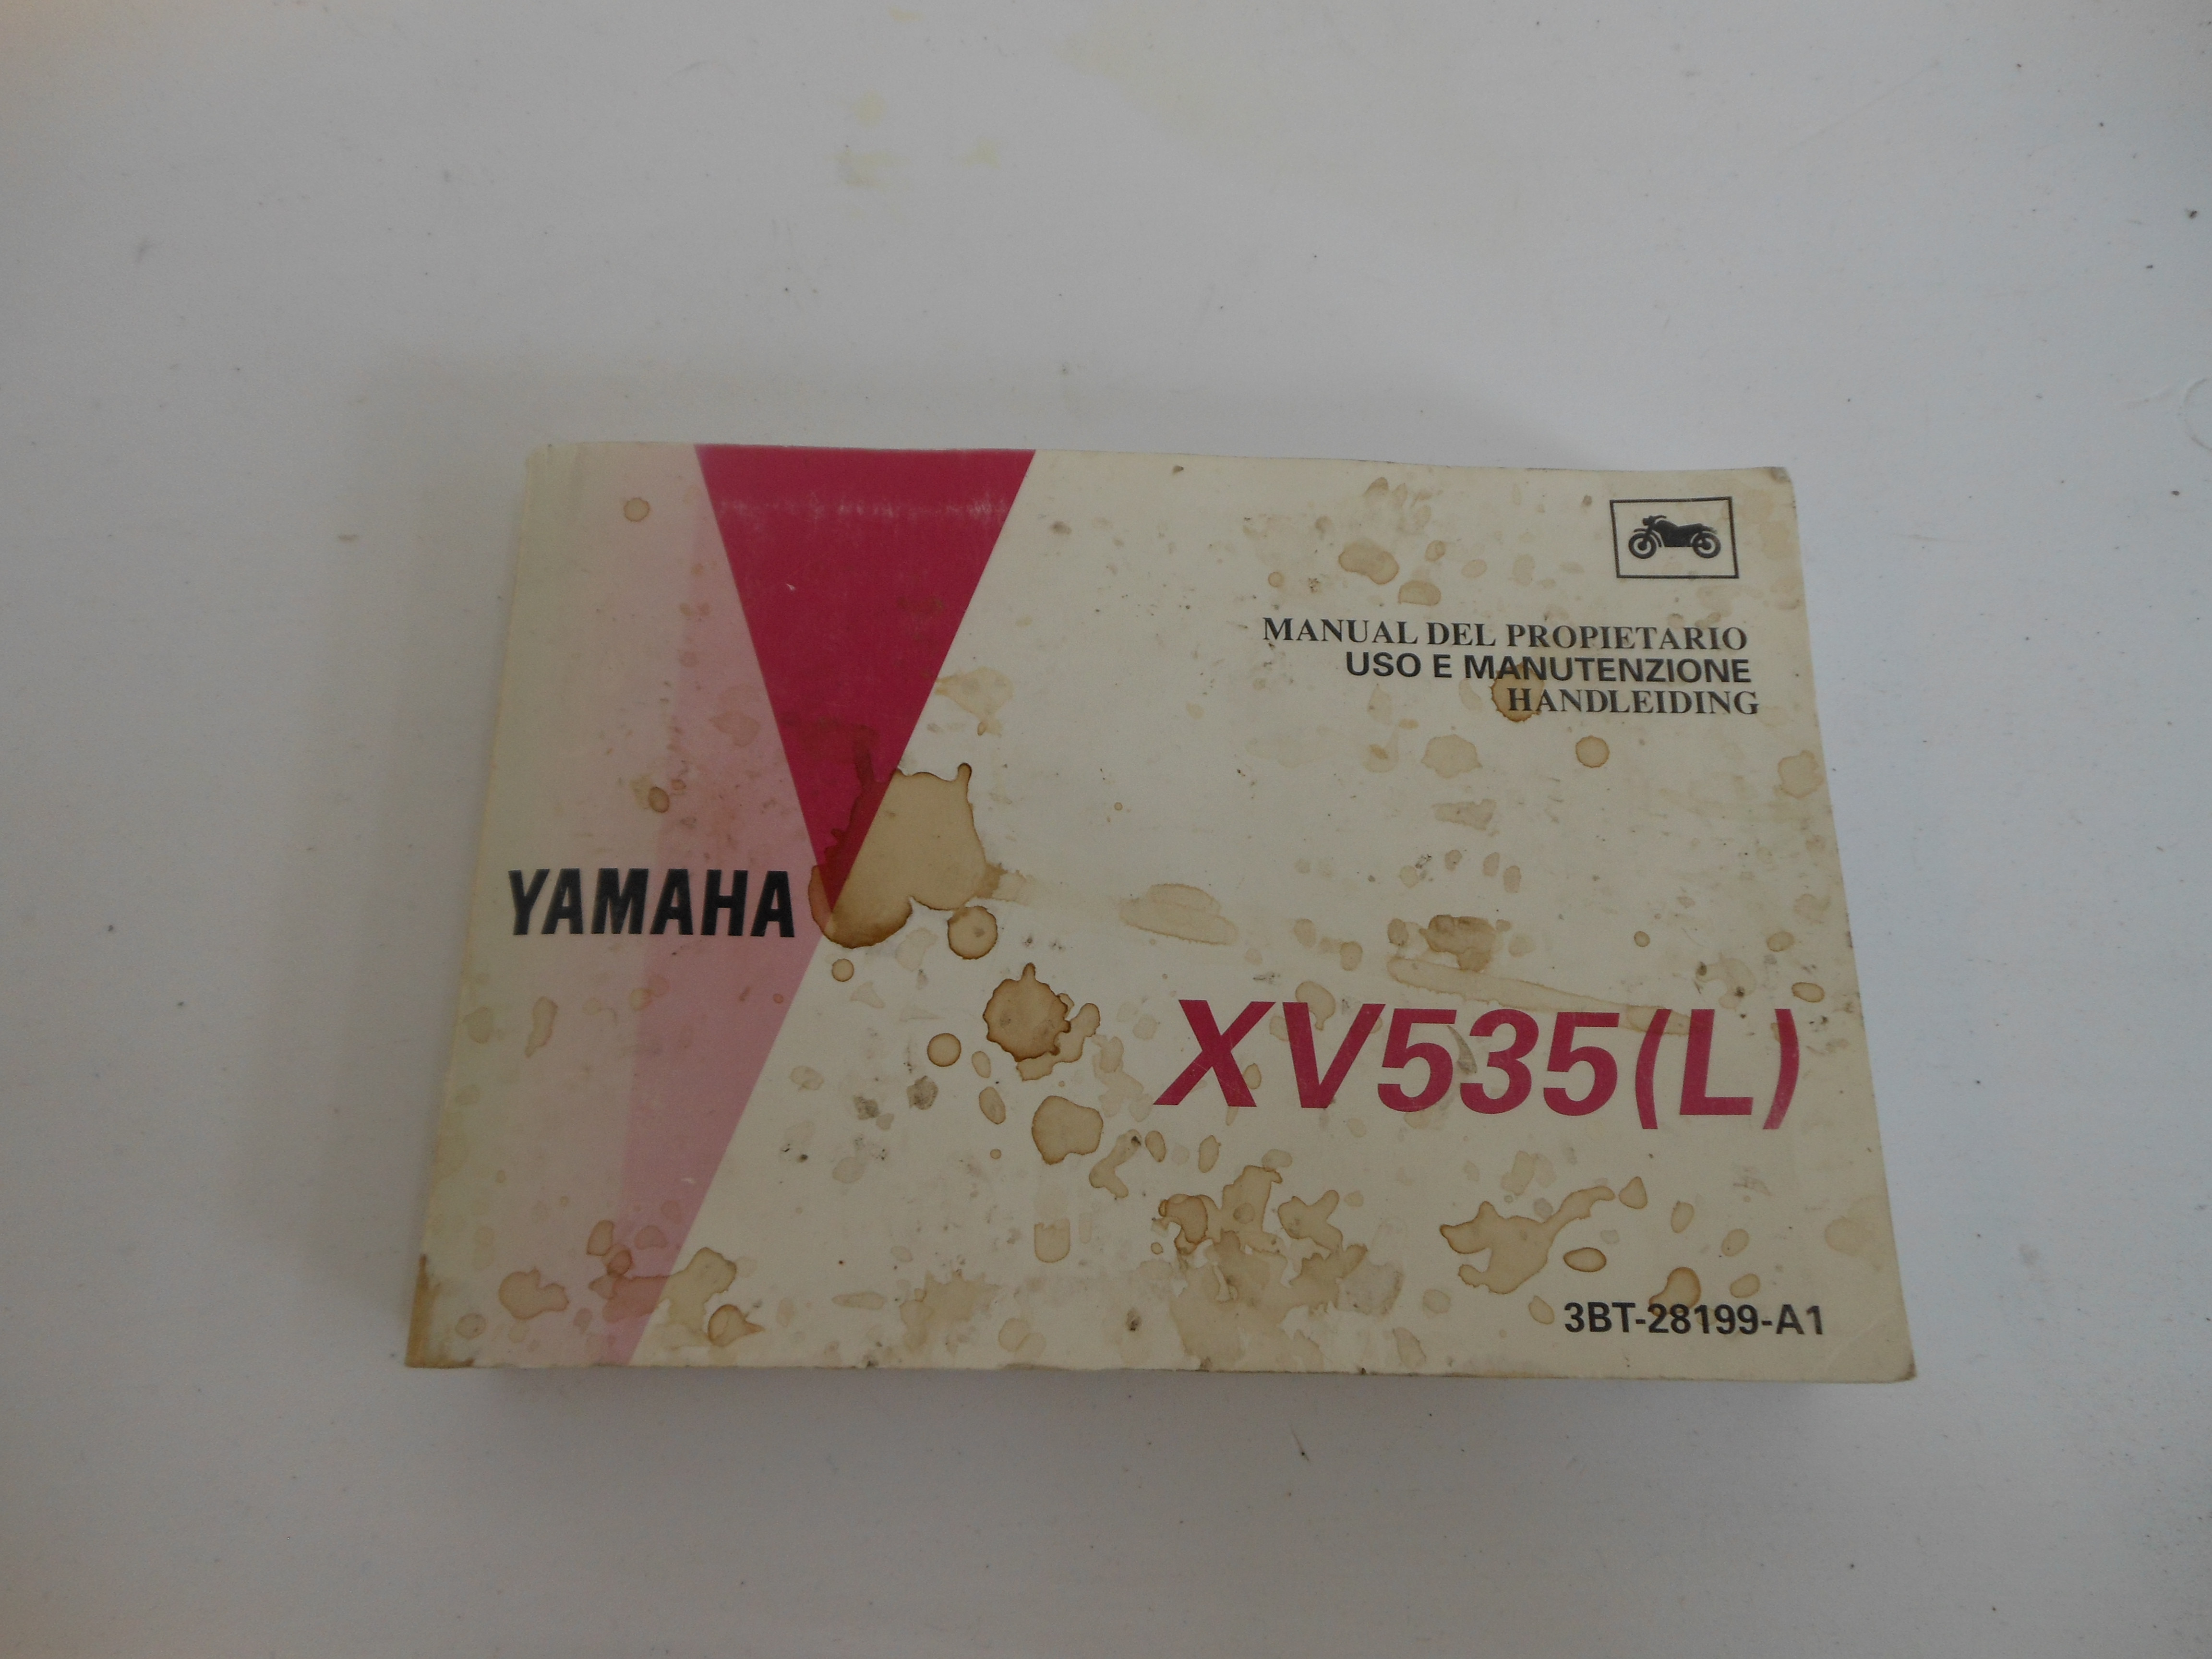 MANUAL DEL PROPIETARIO
USO E MANUTENZIONE
HANDLEIDING
YAMAHA
XV535(L)
3BT-28199-A1